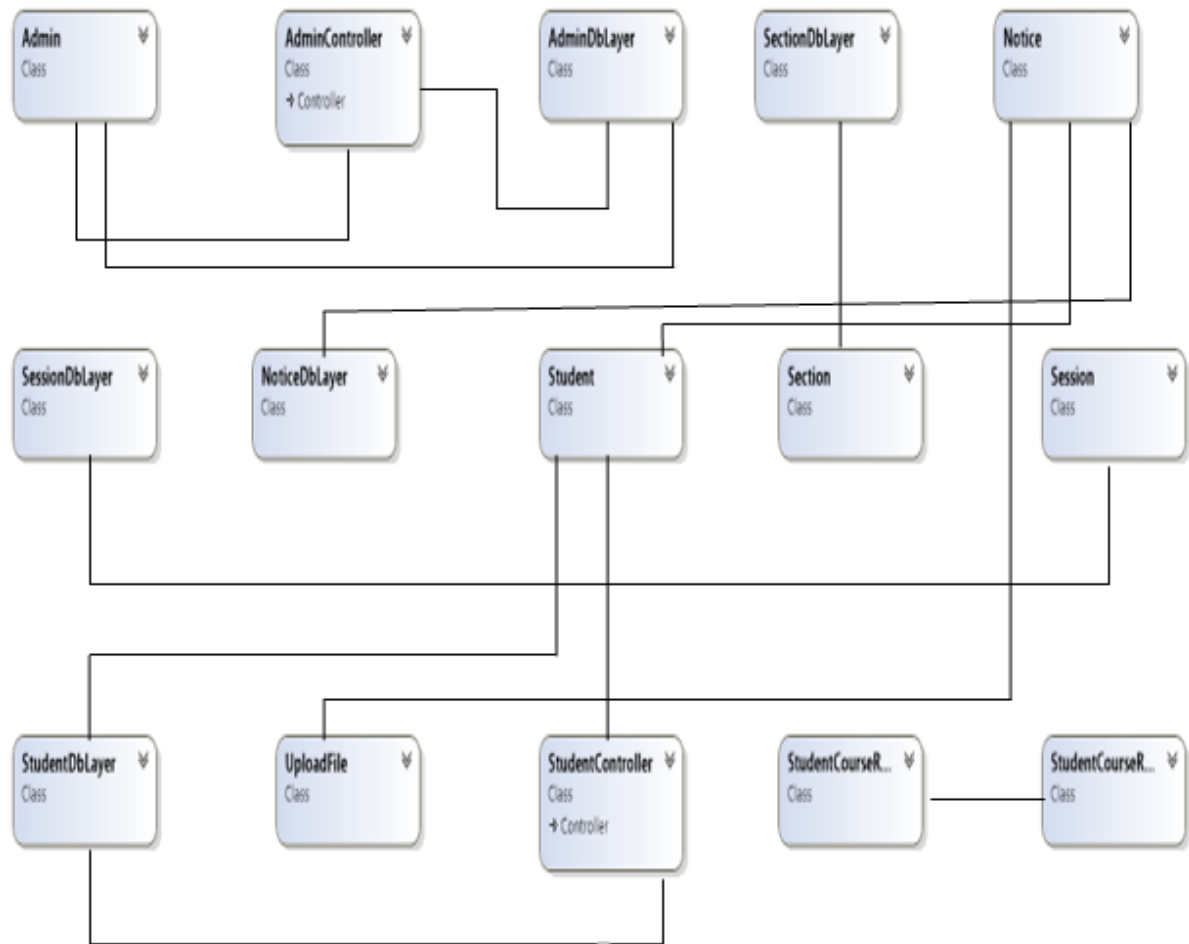 Admin
Class
AdminController
Class
Controller
AdminDbLayer
Class
SectionDbLayer
Class
Notice
Class
SessionDbLayer
Class
NoticeDbLayer
Class
Student
Class
Section
Class
Session
Class
StudentDbLayer
Class
UploadFile
Class
StudentController
Class
Controller
StudentCourseR...
Class
StudentCourseR...
Class